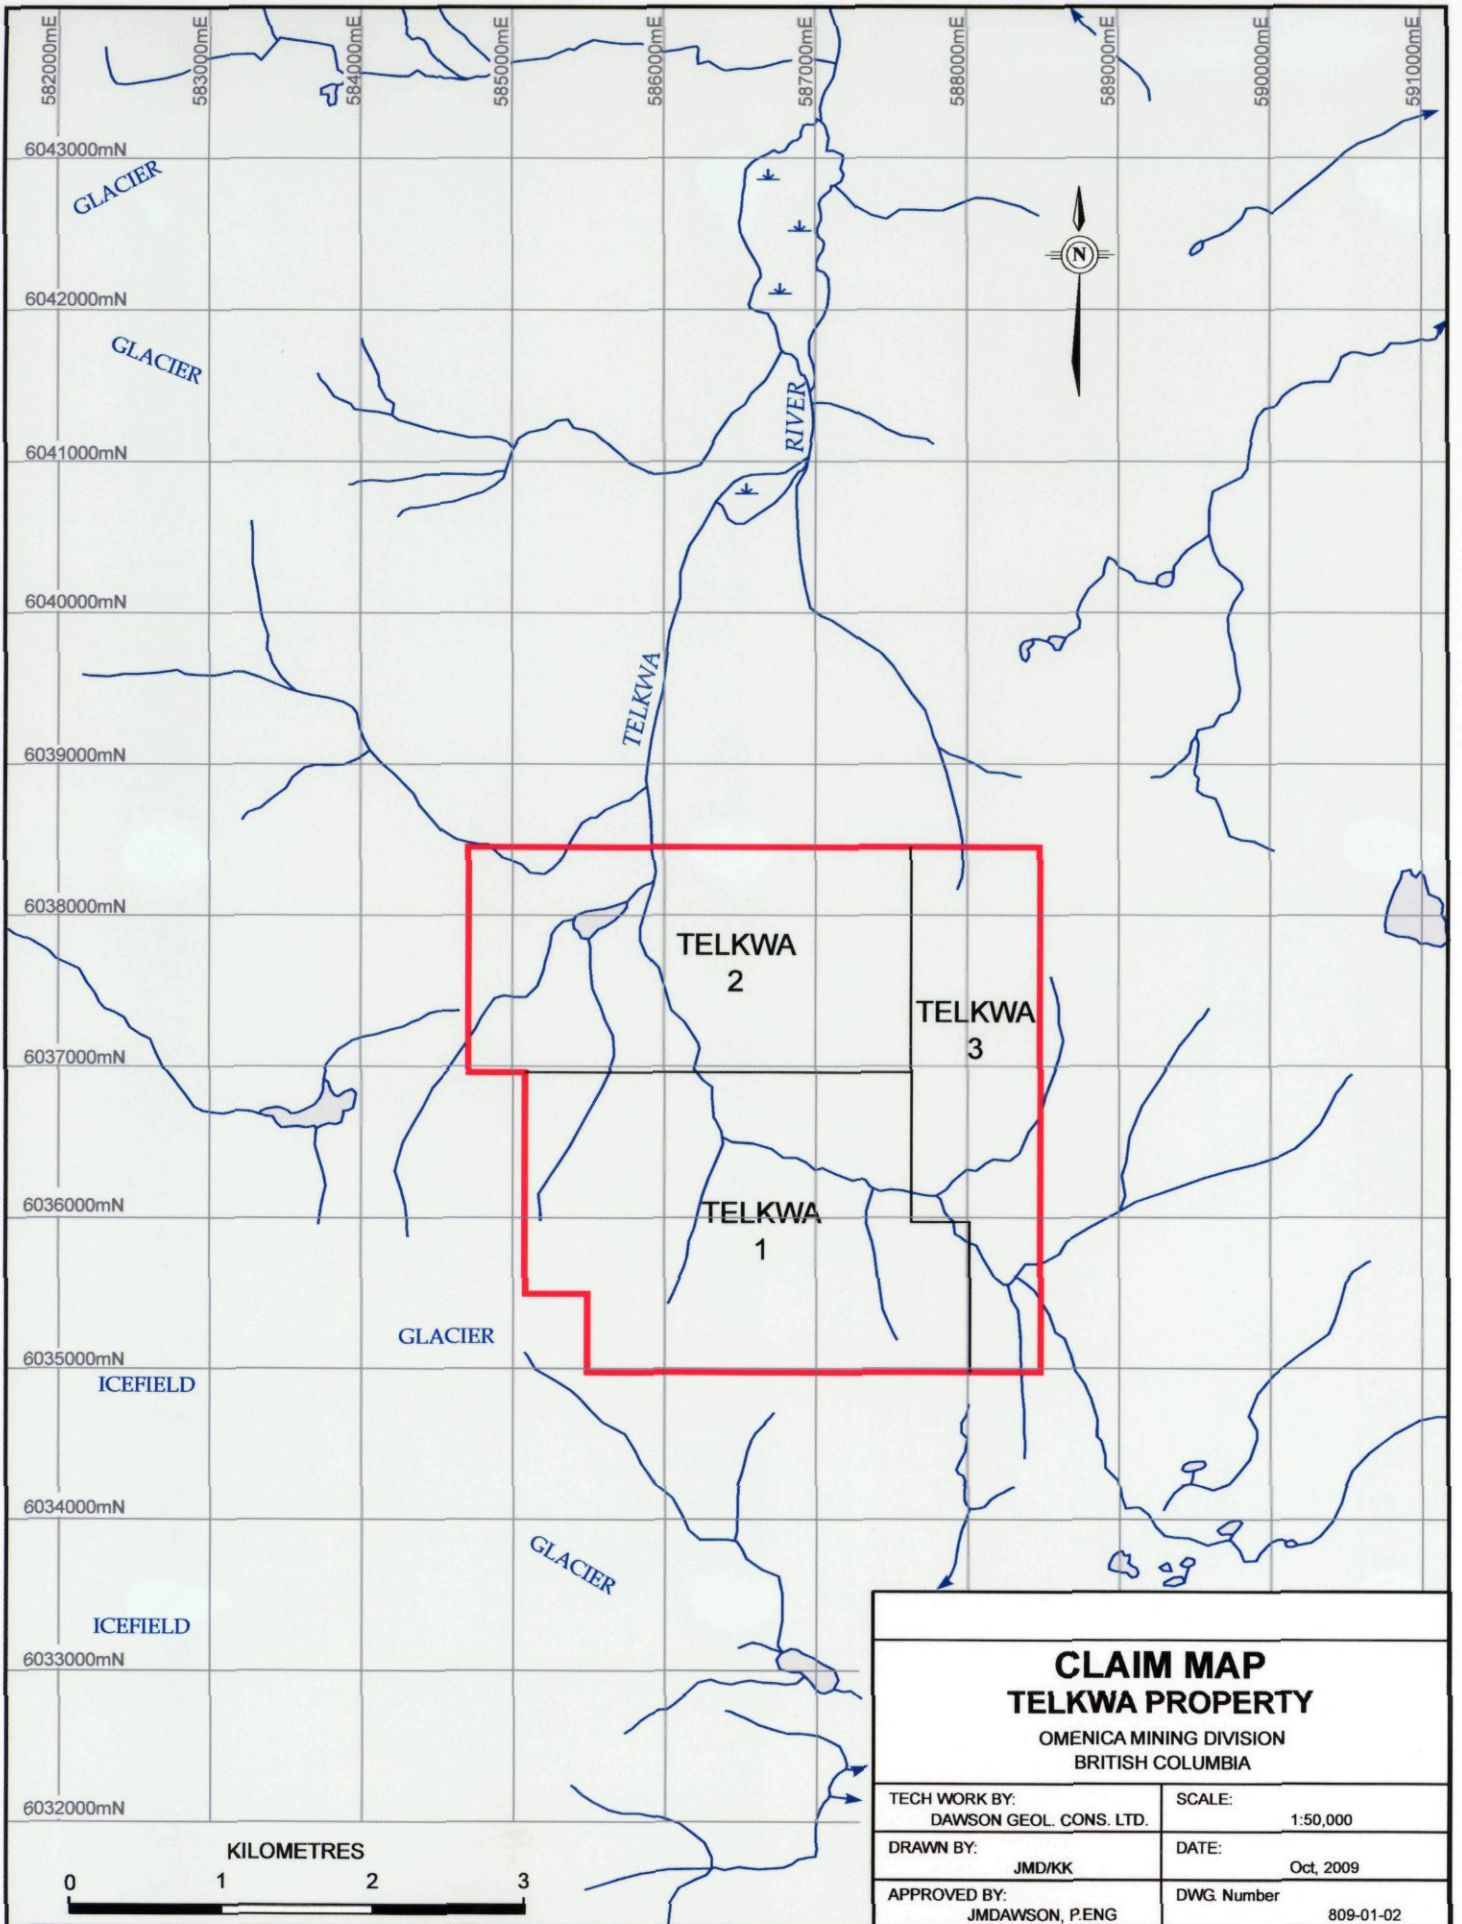 582000mE
583000mE
584000mE
585000mE
586000mE
587000mE
588000mE
589000mE
590000mE
591000mE
6043000mN
GLACIER
N
6042000mN
GLACIER
RIVER
6041000mN
6040000mN
TELKWA
6039000mN
6038000mN
TELKWA
2
TELKWA
3
6037000mN
6036000mN
TELKWA
1
GLACIER
6035000mN
ICEFIELD
6034000mN
GLACIER
ICEFIELD
6033000mN
6032000mN
KILOMETRES
0 1 2 3
CLAIM MAP
TELKWA PROPERTY
OMENICA MINING DIVISION
BRITISH COLUMBIA
TECH WORK BY:
DAWSON GEOL. CONS. LTD.
SCALE:
1:50,000
DRAWN BY:
JMD/KK
DATE:
Oct, 2009
APPROVED BY:
JMDAWSON, P.ENG
DWG. Number
809-01-02